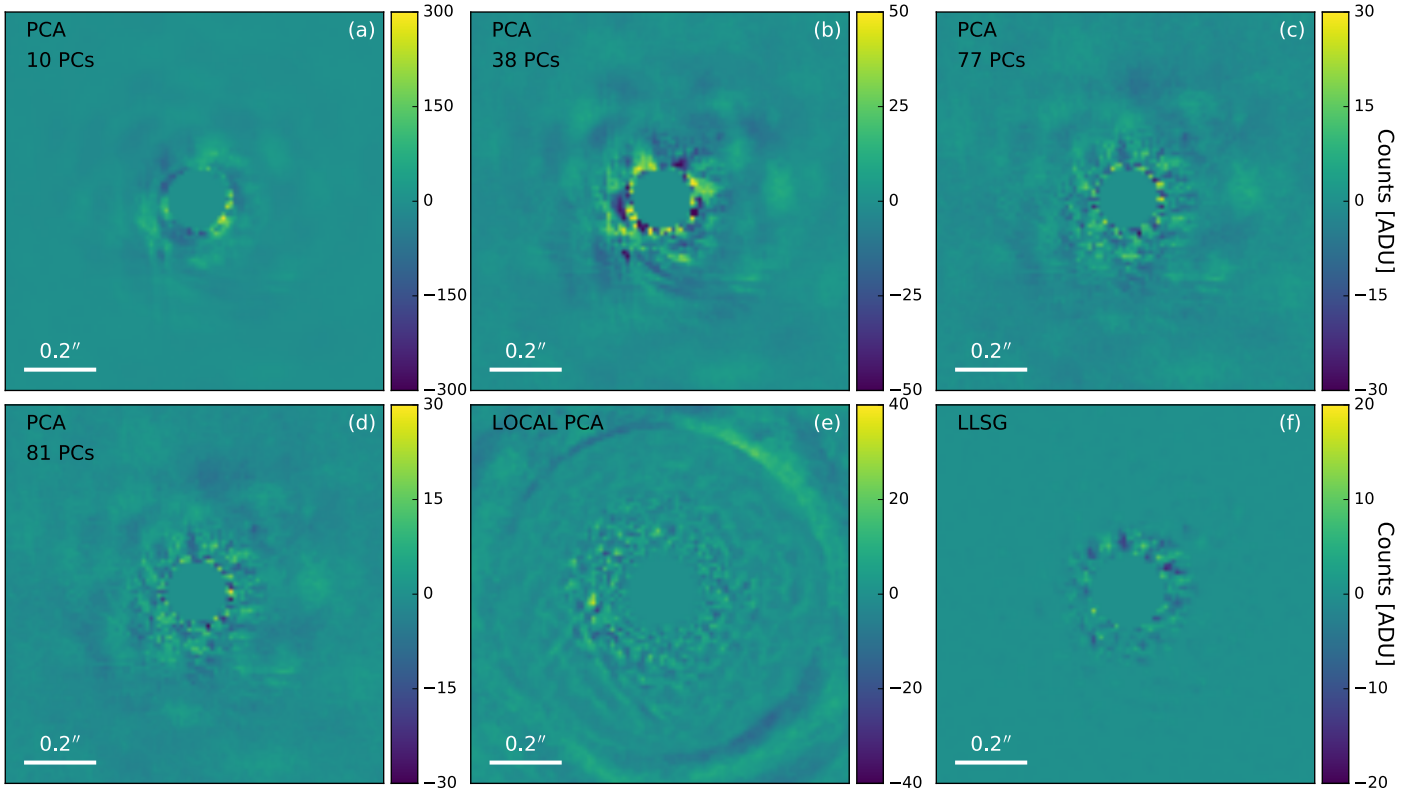 PCA
10 PCs
(a)
0.2″
300
150
0
−150
−300
PCA
38 PCs
(b)
0.2″
50
25
0
−25
−50
PCA
77 PCs
(c)
0.2″
30
15
0
−15
−30
Counts [ADU]
PCA
81 PCs
(d)
0.2″
30
15
0
−15
−30
LOCAL PCA
(e)
0.2″
40
20
0
−20
−40
LLSG
(f)
0.2″
20
10
0
−10
−20
Counts [ADU]